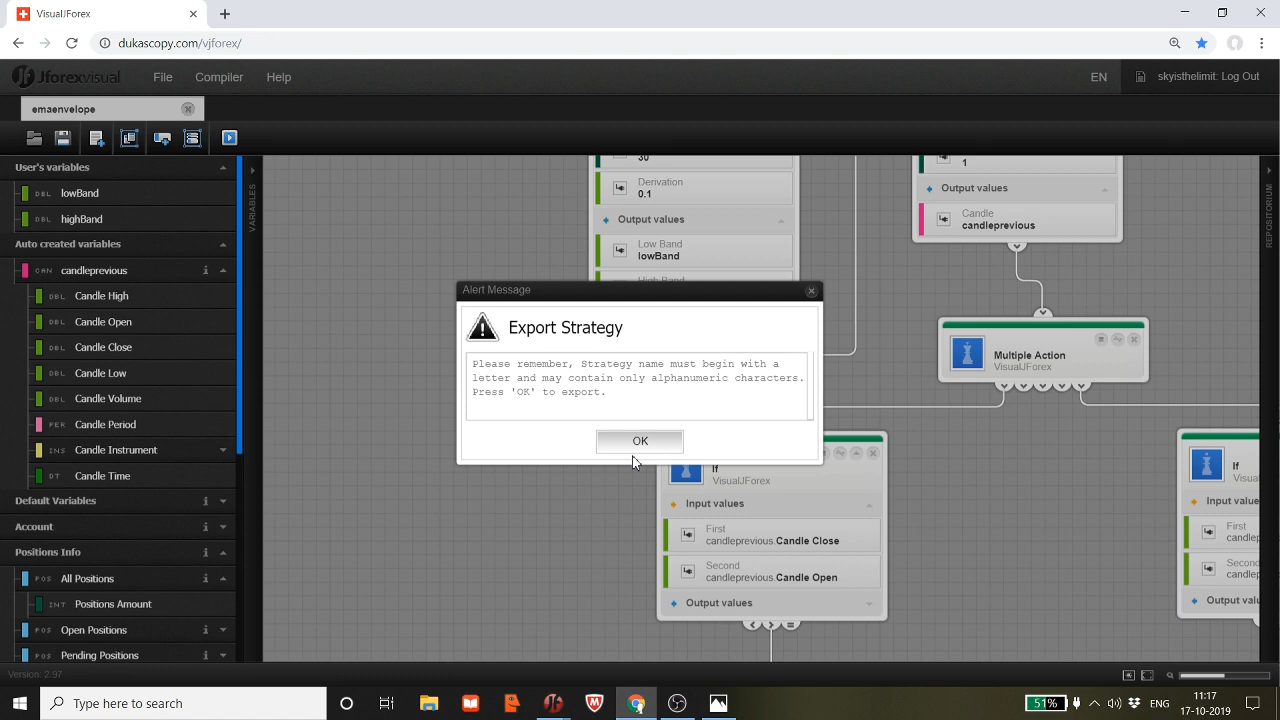 VisualJForex
dukascopy.com/vjforex/
Jforexvisual
File
Compiler
Help
EN
skyisthelimit: Log Out
emaenvelope
User's variables
DBL lowBand
DBL highBand
Auto created variables
CAN candleprevious
DBL Candle High
DBL Candle Open
DBL Candle Close
DBL Candle Low
DBL Candle Volume
PER Candle Period
INS Candle Instrument
DT Candle Time
Default Variables
Account
Positions Info
POS All Positions
INT Positions Amount
POS Open Positions
POS Pending Positions
VARIABLES
30
Derivation
0.1
Output values
Low Band
lowBand
High Band
1
Output values
Candle
candleprevious
REPOSITORIUM
Alert Message
Export Strategy
Please remember, Strategy name must begin with a
letter and may contain only alphanumeric characters.
Press 'OK' to export.
OK
Multiple Action
VisualJForex
If
VisualJForex
Input values
First
candleprevious.Candle Close
Second
candleprevious.Candle Open
Output values
If
Visual
Input value
First
candlep
Second
candlep
Output valu
Version: 2.97
Type here to search
51%
ENG
11:17
17-10-2019